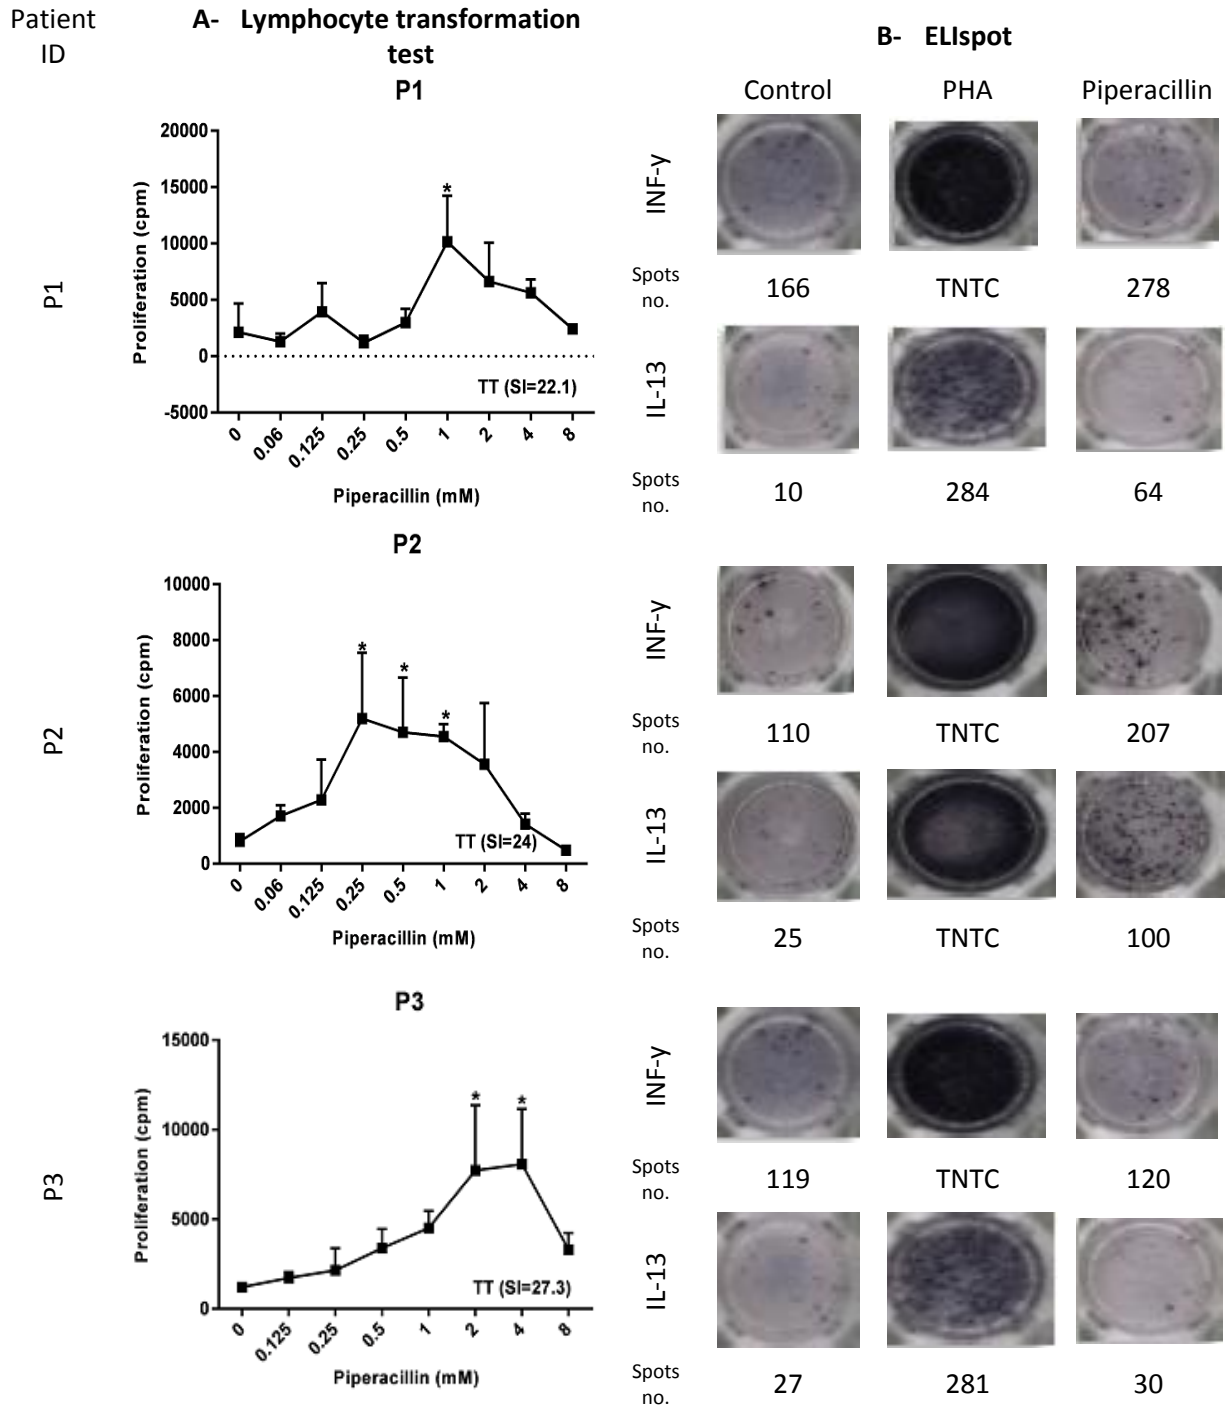 Patient
ID
A- Lymphocyte transformation
test
B- ELIspot
P1
P1
Proliferation (cpm)
20000
15000
10000
5000
0
-5000
*
TT (SI=22.1)
0
0.06
0.125
0.25
0.5
1
2
4
8
Piperacillin (mM)
Control
PHA
Piperacillin
INF-γ
Spots
no.
166
TNTC
278
IL-13
Spots
no.
10
284
64
P2
P2
Proliferation (cpm)
10000
8000
6000
4000
2000
0
*
*
*
TT (SI=24)
0
0.06
0.125
0.25
0.5
1
2
4
8
Piperacillin (mM)
INF-γ
Spots
no.
110
TNTC
207
IL-13
Spots
no.
25
TNTC
100
P3
P3
Proliferation (cpm)
15000
10000
5000
0
*
*
TT (SI=27.3)
0
0.125
0.25
0.5
1
2
4
8
Piperacillin (mM)
INF-γ
Spots
no.
119
TNTC
120
IL-13
Spots
no.
27
281
30